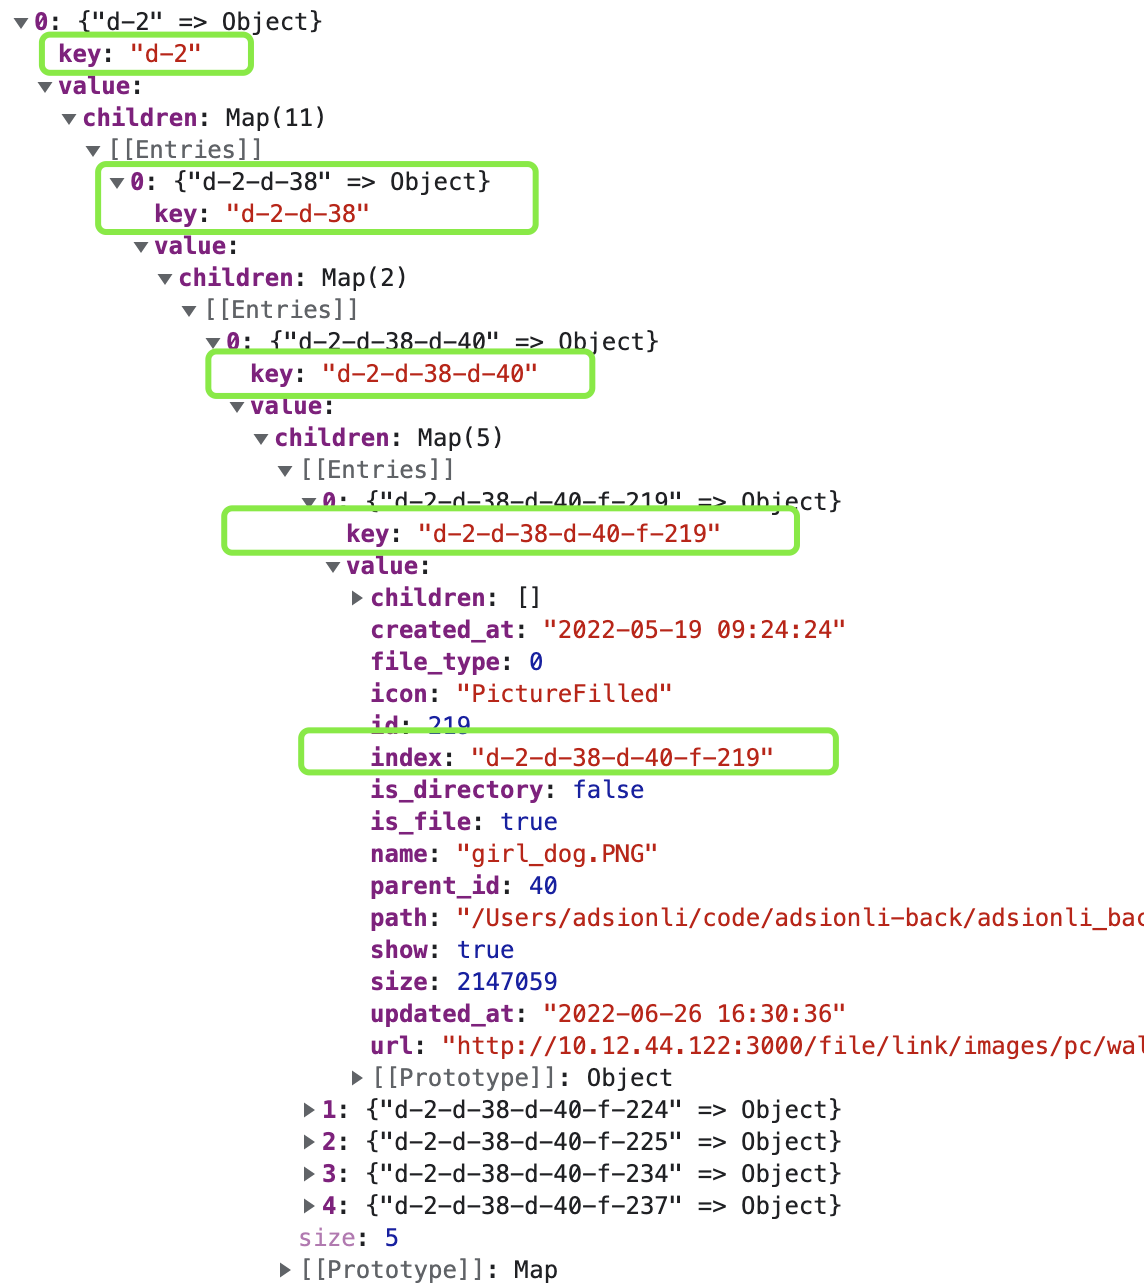 0: {"d-2" => Object}
key: "d-2"
value:
children: Map(11)
[[Entries]]
0: {"d-2-d-38" => Object}
key: "d-2-d-38"
value:
children: Map(2)
[[Entries]]
0: {"d-2-d-38-d-40" => Object}
key: "d-2-d-38-d-40"
value:
children: Map(5)
[[Entries]]
0: {"d-2-d-38-d-40-f-219" => Object}
key: "d-2-d-38-d-40-f-219"
value:
children: []
created_at: "2022-05-19 09:24:24"
file_type: 0
icon: "PictureFilled"
id: 219
index: "d-2-d-38-d-40-f-219"
is_directory: false
is_file: true
name: "girl_dog.PNG"
parent_id: 40
path: "/Users/adsionli/code/adsionli-back/adsionli_bac
show: true
size: 2147059
updated_at: "2022-06-26 16:30:36"
url: "http://10.12.44.122:3000/file/link/images/pc/wal
[[Prototype]]: Object
1: {"d-2-d-38-d-40-f-224" => Object}
2: {"d-2-d-38-d-40-f-225" => Object}
3: {"d-2-d-38-d-40-f-234" => Object}
4: {"d-2-d-38-d-40-f-237" => Object}
size: 5
[[Prototype]]: Map